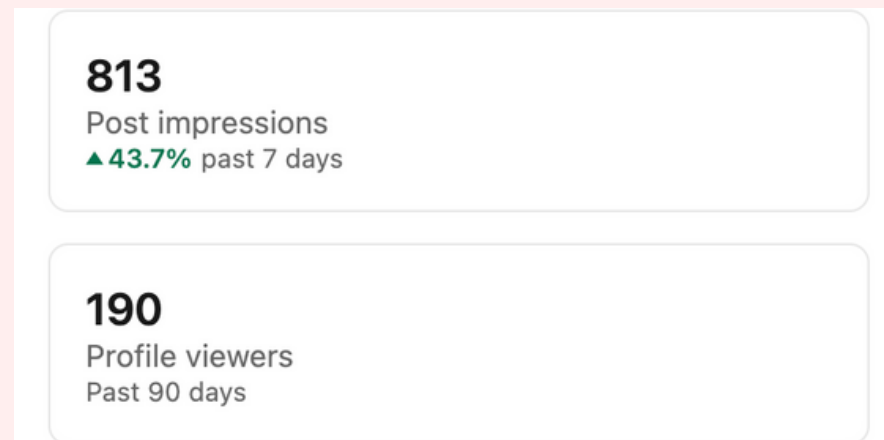 813
Post impressions
▲43.7% past 7 days
190
Profile viewers
Past 90 days